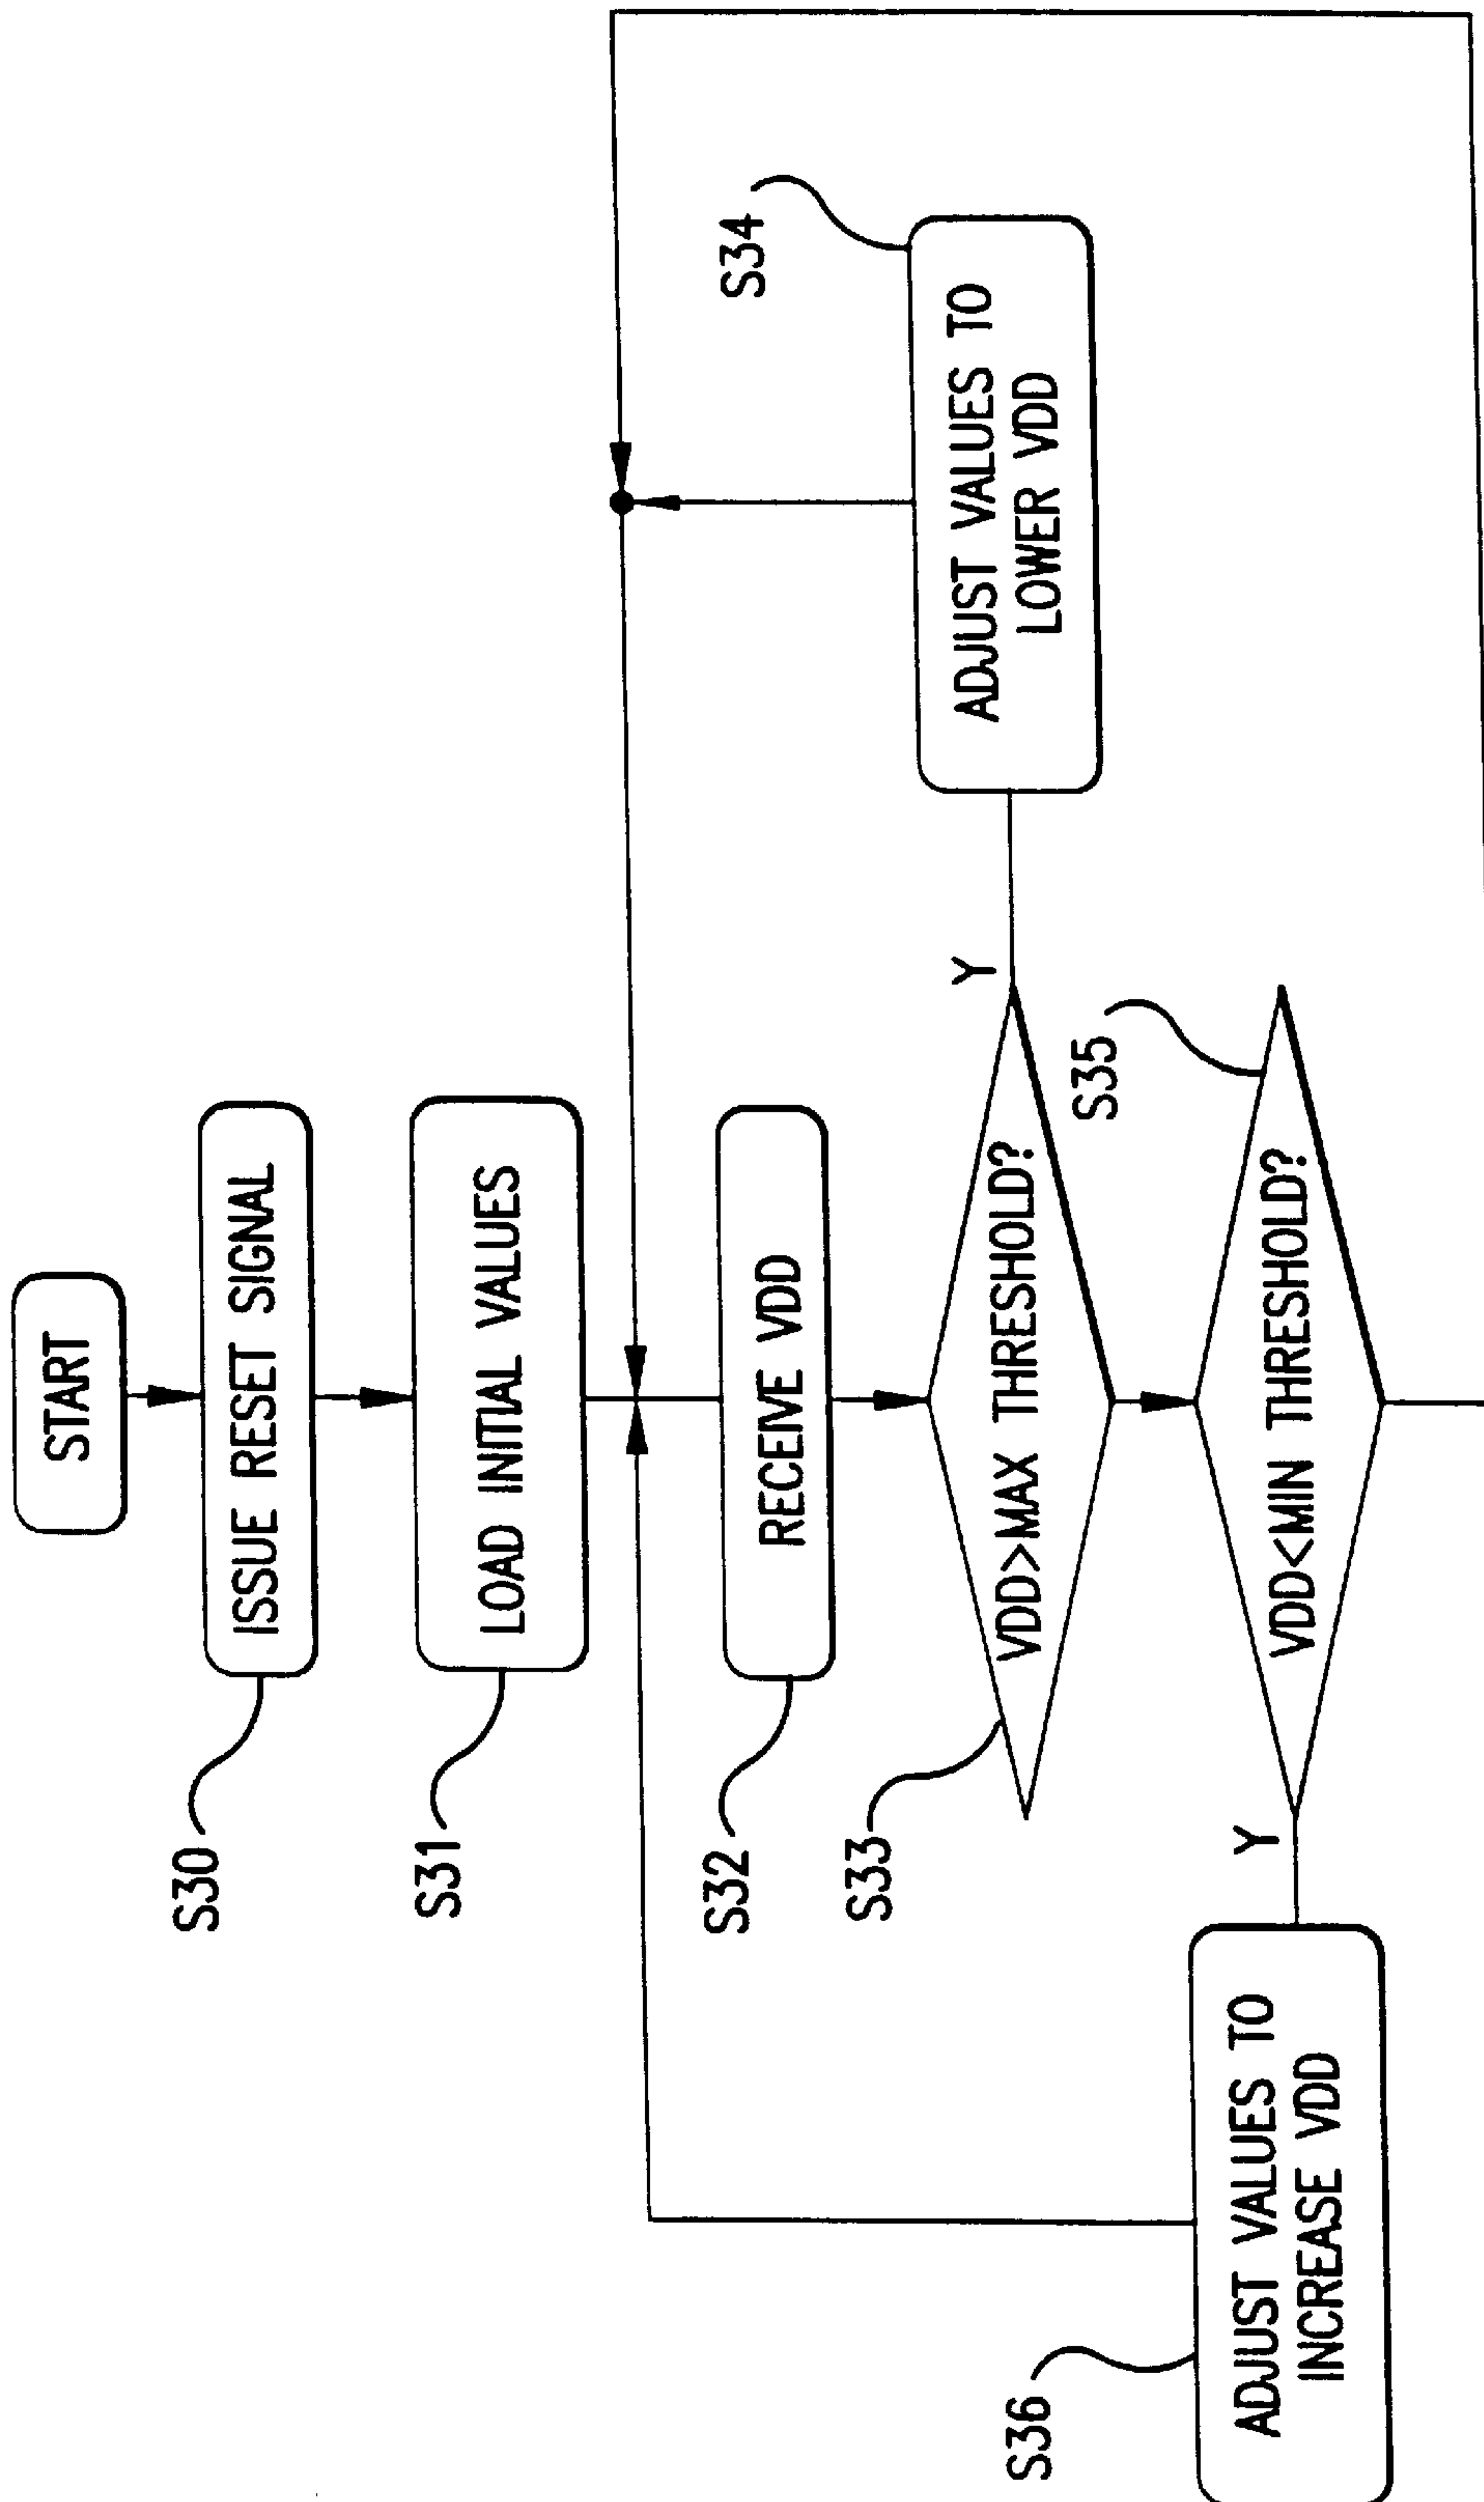 START
ISSUE RESET SIGNAL
S30
LOAD INITIAL VALUES
S31
RECEIVE VDD
S32
VDD>MAX THRESHOLD?
S33
Y
ADJUST VALUES TO
LOWER VDD
S34
VDD<MIN THRESHOLD?
S35
Y
ADJUST VALUES TO
INCREASE VDD
S36